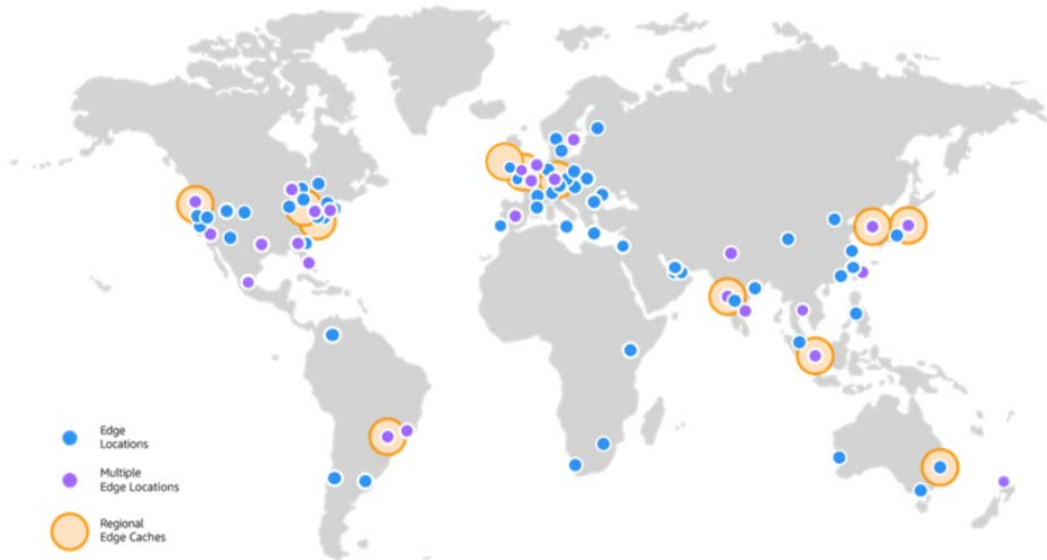 Edge
Locations
Multiple
Edge Locations
Regional
Edge Caches